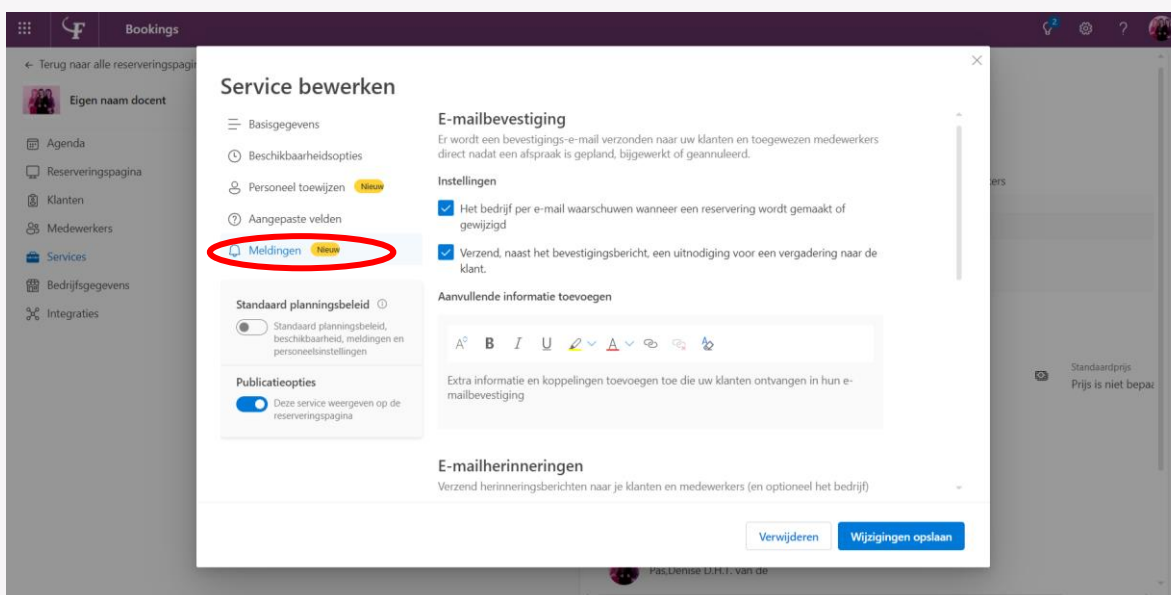 Bookings
2
?
← Terug naar alle reserveringspagin
Eigen naam docent
Agenda
Reserveringspagina
Klanten
Medewerkers
Services
Bedrijfsgegevens
Integraties
Service bewerken
Basisgegevens
Beschikbaarheidsopties
Personeel toewijzen Nieuw
Aangepaste velden
Meldingen Nieuw
Standaard planningsbeleid
Standaard planningsbeleid,
beschikbaarheid, meldingen en
personeelsinstellingen
Publicatieopties
Deze service weergeven op de
reserveringspagina
E-mailbevestiging
Er wordt een bevestigings-e-mail verzonden naar uw klanten en toegewezen medewerkers
direct nadat een afspraak is gepland, bijgewerkt of geannuleerd.
Instellingen
Het bedrijf per e-mail waarschuwen wanneer een reservering wordt gemaakt of
gewijzigd
Verzend, naast het bevestigingsbericht, een uitnodiging voor een vergadering naar de
klant.
Aanvullende informatie toevoegen
A B I U A
Extra informatie en koppelingen toevoegen toe die uw klanten ontvangen in hun e-
mailbevestiging
E-mailherinneringen
Verzend herinneringsberichten naar je klanten en medewerkers (en optioneel het bedrijf)
Verwijderen
Wijzigingen opslaan
ers
Standaardprijs
Prijs is niet bepaa
Pas,Denise D.H.T. van de